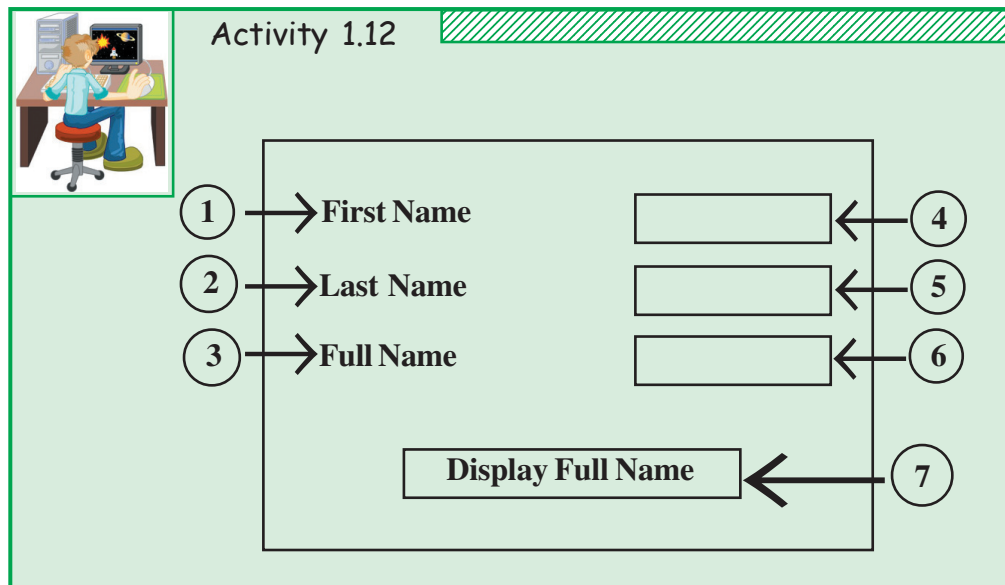 Activity 1.12
1 First Name 4
2 Last Name 5
3 Full Name 6
Display Full Name 7